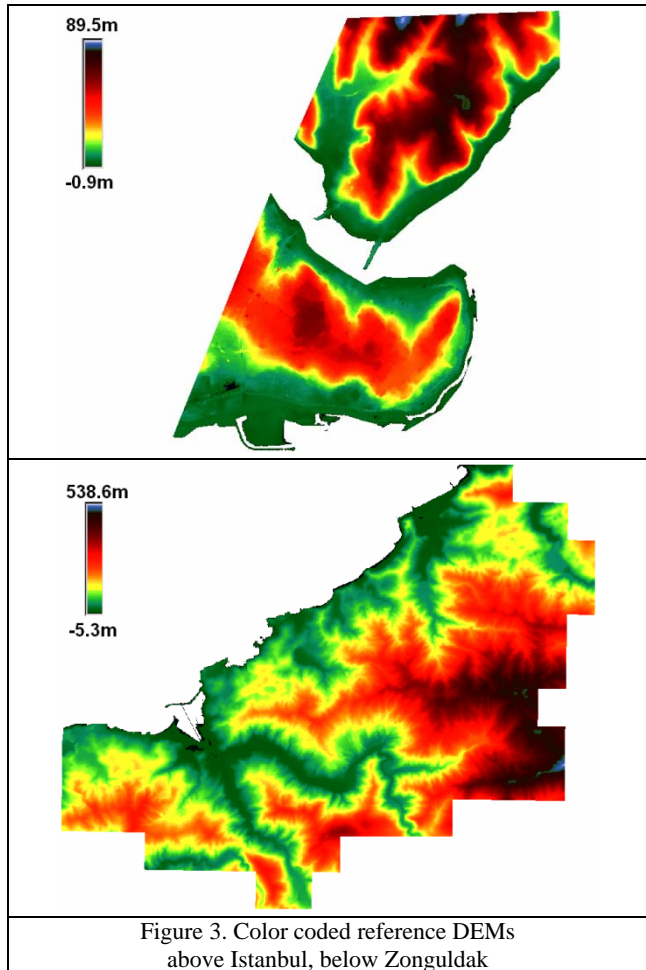 89.5m
-0.9m
538.6m
-5.3m
Figure 3. Color coded reference DEMs
above Istanbul, below Zonguldak